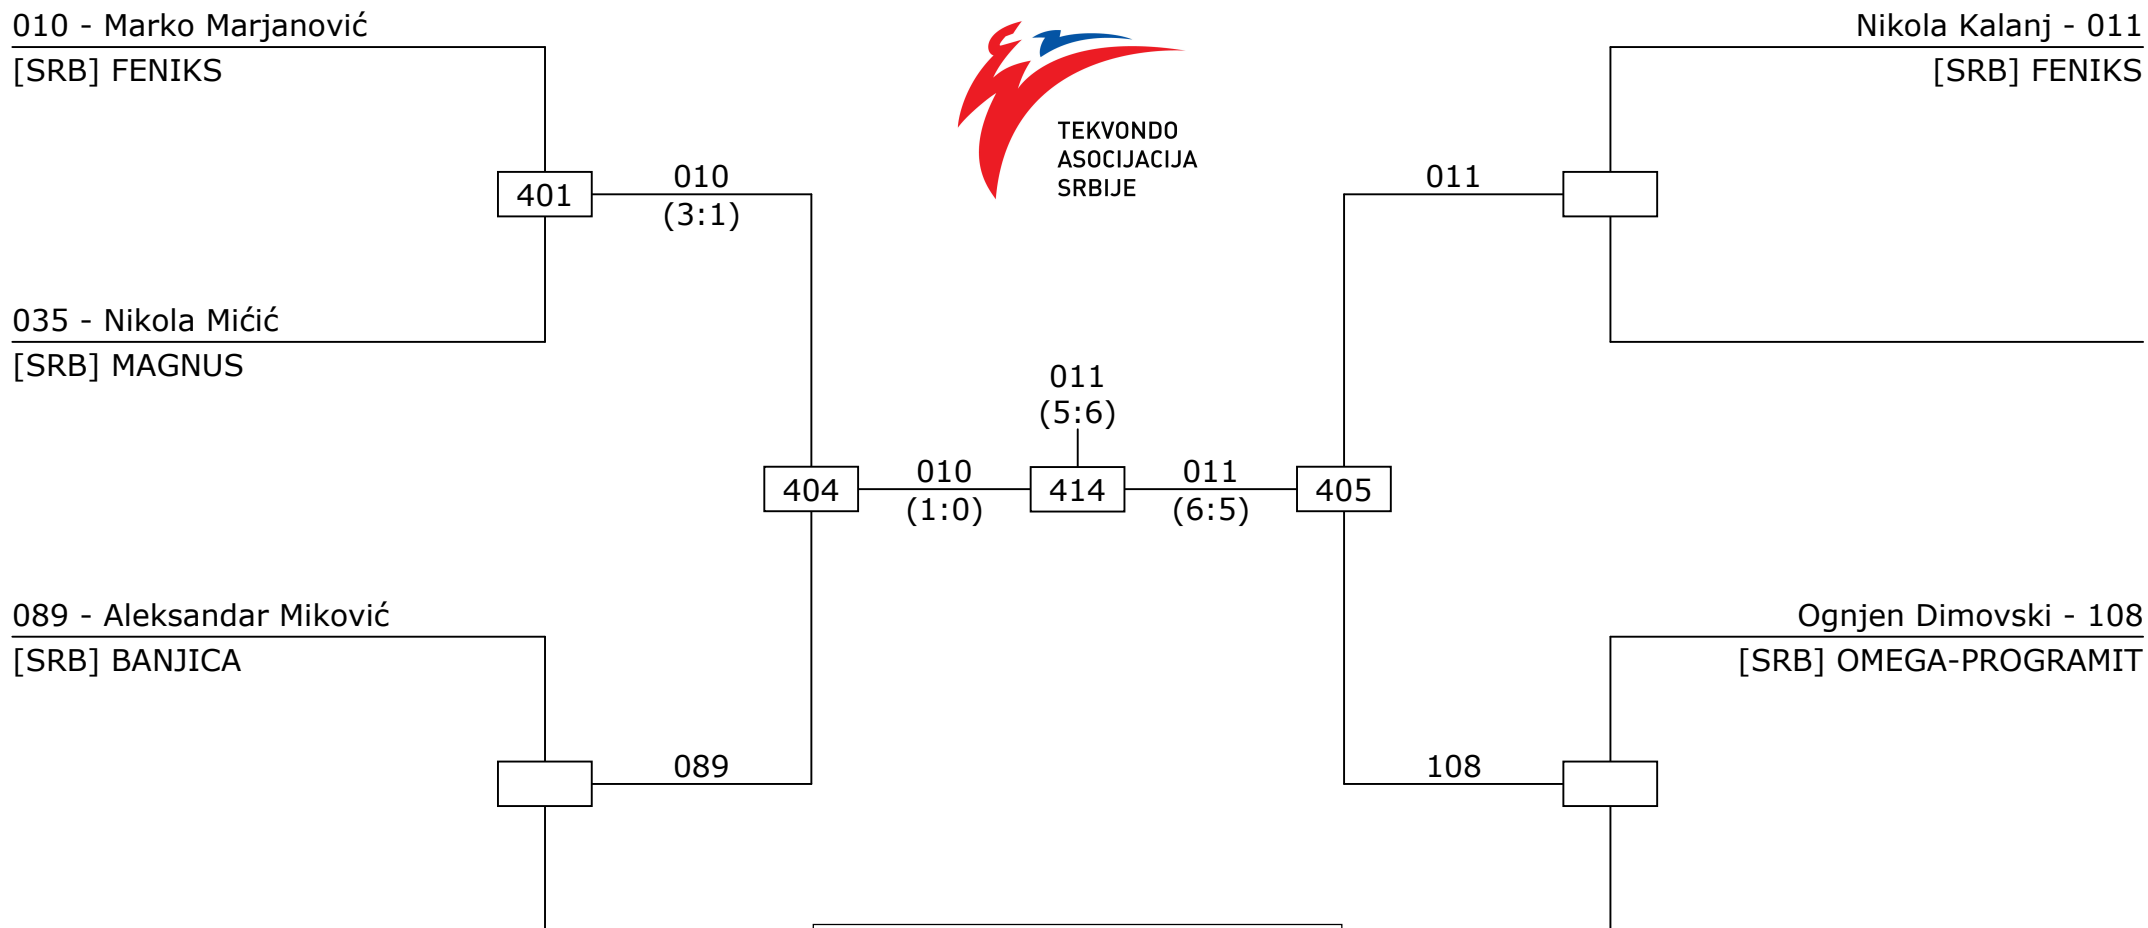 010 - Marko Marjanović
[SRB] FENIKS
Nikola Kalanj - 011
[SRB] FENIKS
TEKVONDO
ASOCIJACIJA
SRBIJE
401
010
(3:1)
011
035 - Nikola Mićić
[SRB] MAGNUS
011
(5:6)
404
010
(1:0)
414
011
(6:5)
405
089 - Aleksandar Miković
[SRB] BANJICA
Ognjen Dimovski - 108
[SRB] OMEGA-PROGRAMIT
089
108